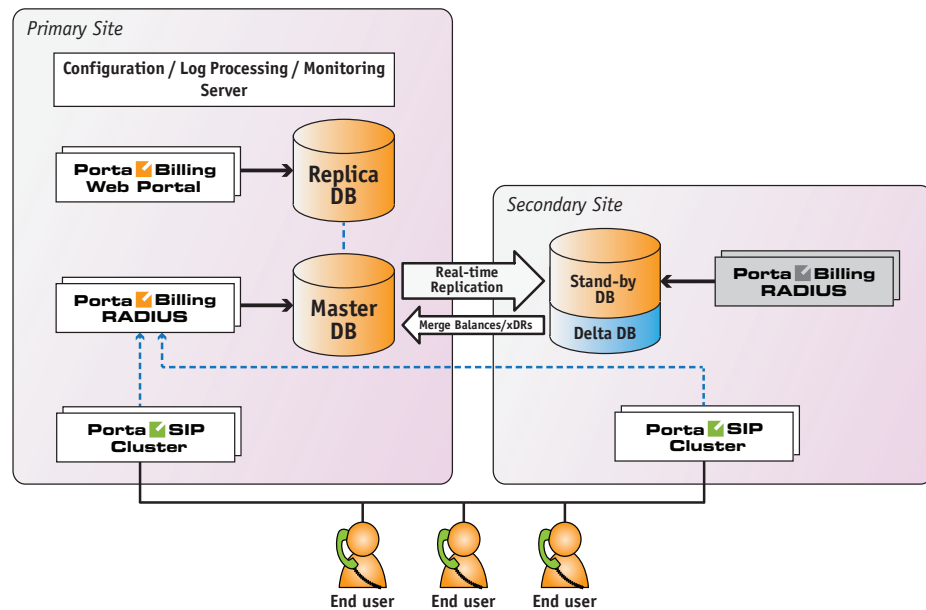 Primary Site
Configuration / Log Processing / Monitoring
Server
Porta Billing
Web Portal
Replica
DB
Secondary Site
Porta Billing
RADIUS
Master
DB
Real-time
Replication
Merge Balances/xDRs
Stand-by
DB
Delta DB
Porta Billing
RADIUS
Porta SIP
Cluster
Porta SIP
Cluster
End user
End user
End user